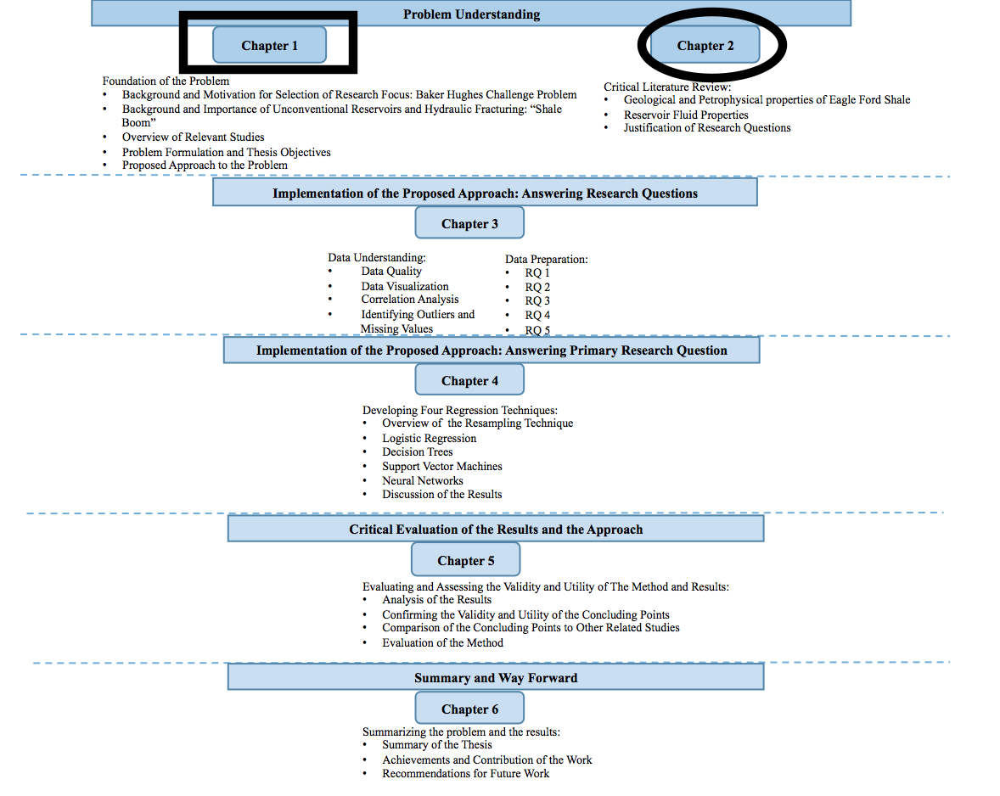 Problem Understanding
Chapter 1
Chapter 2
Foundation of the Problem
• Background and Motivation for Selection of Research Focus: Baker Hughes Challenge Problem
• Background and Importance of Unconventional Reservoirs and Hydraulic Fracturing: “Shale
Boom”
• Overview of Relevant Studies
• Problem Formulation and Thesis Objectives
• Proposed Approach to the Problem
Critical Literature Review:
• Geological and Petrophysical properties of Eagle Ford Shale
• Reservoir Fluid Properties
• Justification of Research Questions
Implementation of the Proposed Approach: Answering Research Questions
Chapter 3
Data Understanding:
• Data Quality
• Data Visualization
• Correlation Analysis
• Identifying Outliers and
Missing Values
Data Preparation:
• RQ 1
• RQ 2
• RQ 3
• RQ 4
• RQ 5
Implementation of the Proposed Approach: Answering Primary Research Question
Chapter 4
Developing Four Regression Techniques:
• Overview of the Resampling Technique
• Logistic Regression
• Decision Trees
• Support Vector Machines
• Neural Networks
• Discussion of the Results
Critical Evaluation of the Results and the Approach
Chapter 5
Evaluating and Assessing the Validity and Utility of The Method and Results:
• Analysis of the Results
• Confirming the Validity and Utility of the Concluding Points
• Comparison of the Concluding Points to Other Related Studies
• Evaluation of the Method
Summary and Way Forward
Chapter 6
Summarizing the problem and the results:
• Summary of the Thesis
• Achievements and Contribution of the Work
• Recommendations for Future Work